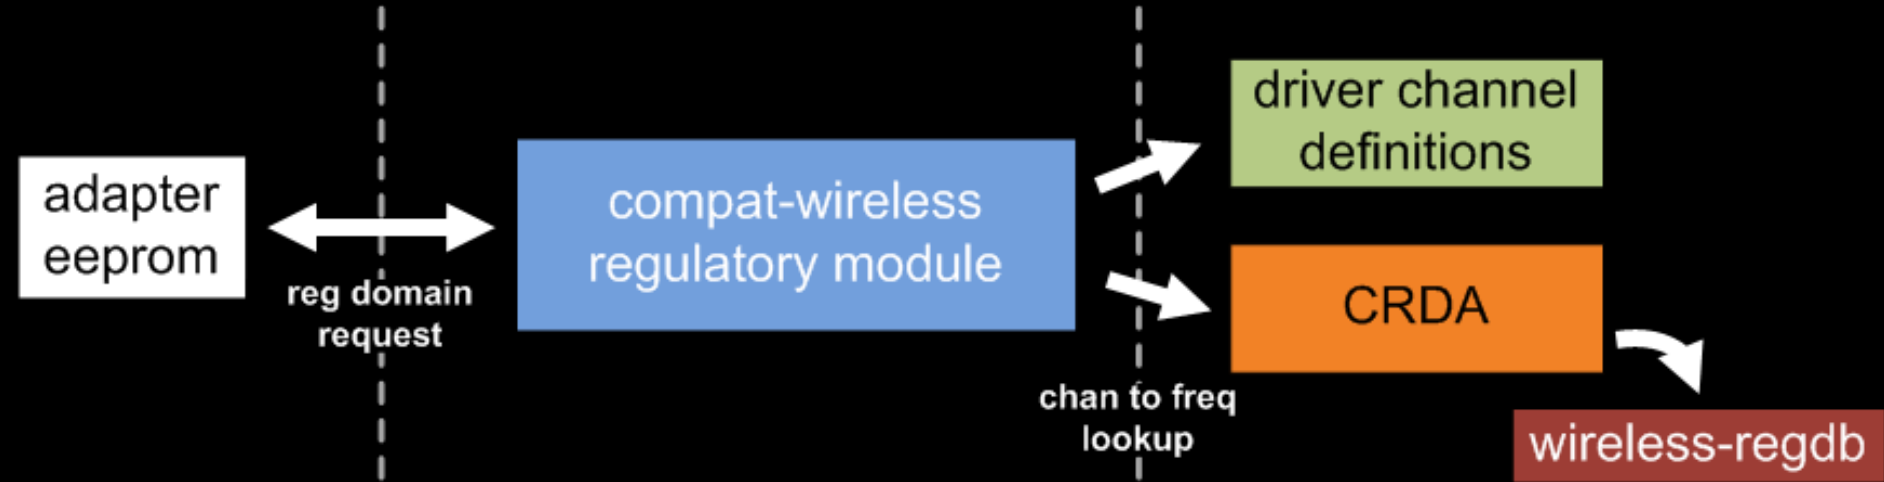 adapter
eeprom
reg domain
request
compat-wireless
regulatory module
chan to freq
lookup
driver channel
definitions
CRDA
wireless-regdb